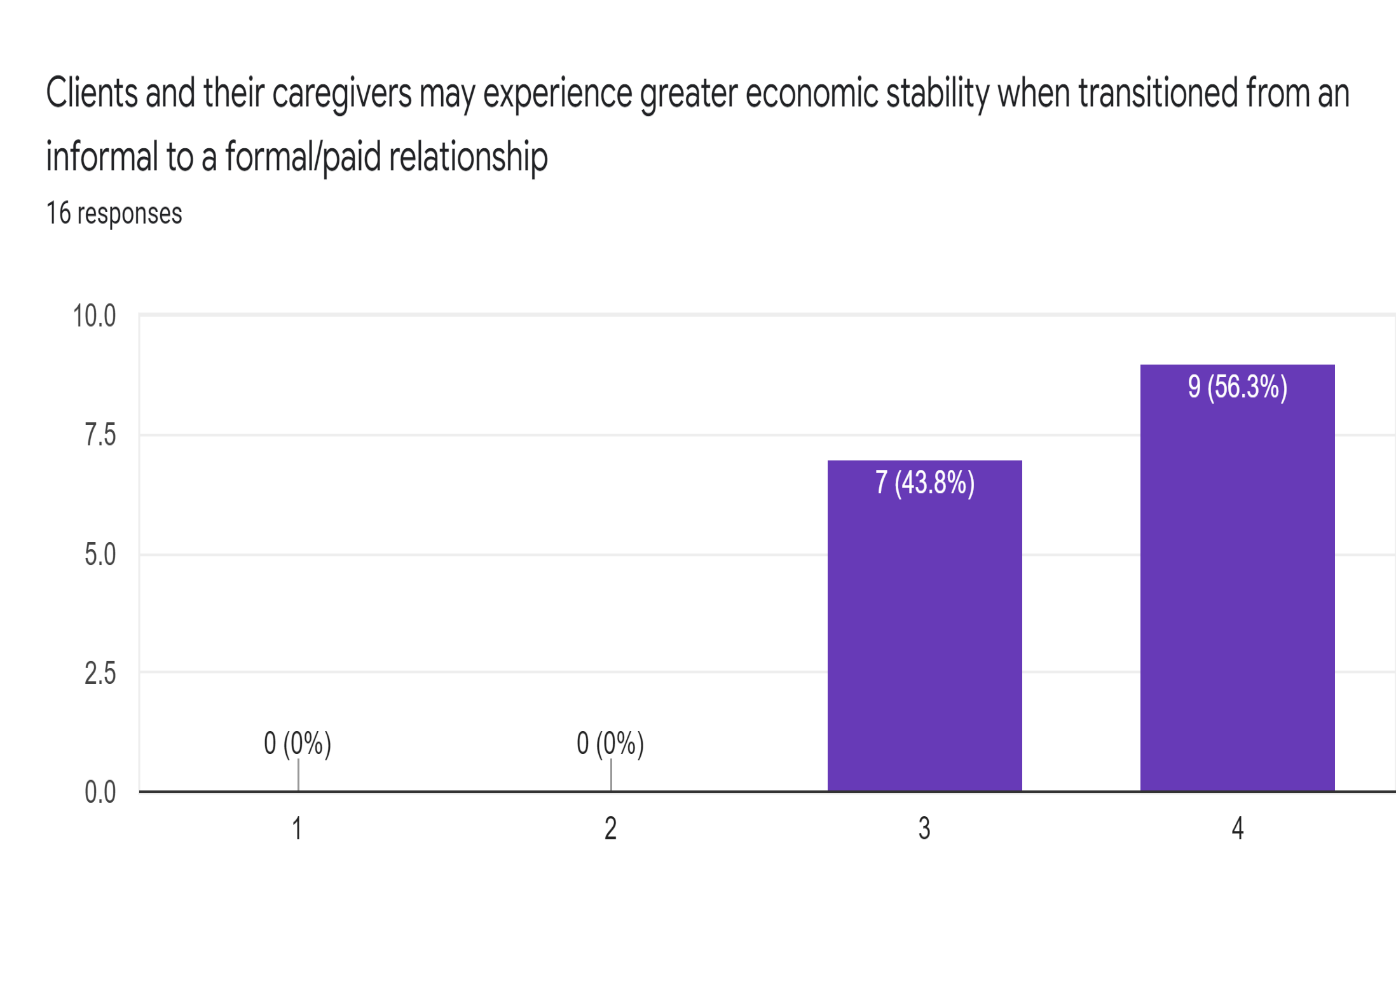 Clients and their caregivers may experience greater economic stability when transitioned from an
informal to a formal/paid relationship
16 responses
10.0
9 (56.3%)
7.5
7 (43.8%)
5.0
2.5
0 (0%) 0 (0%)
0.0
1 2 3 4